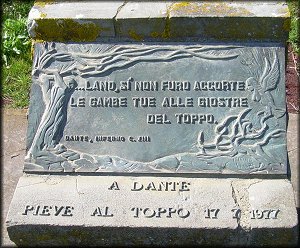 «...LANO, SÍ NON FURO ACCORTE
LE GAMBE TUE ALLE GIOSTRE
DEL TOPPO.
DANTE, INFERNO C. XIII
A DANTE
PIEVE AL TOPPO 17 7 1977